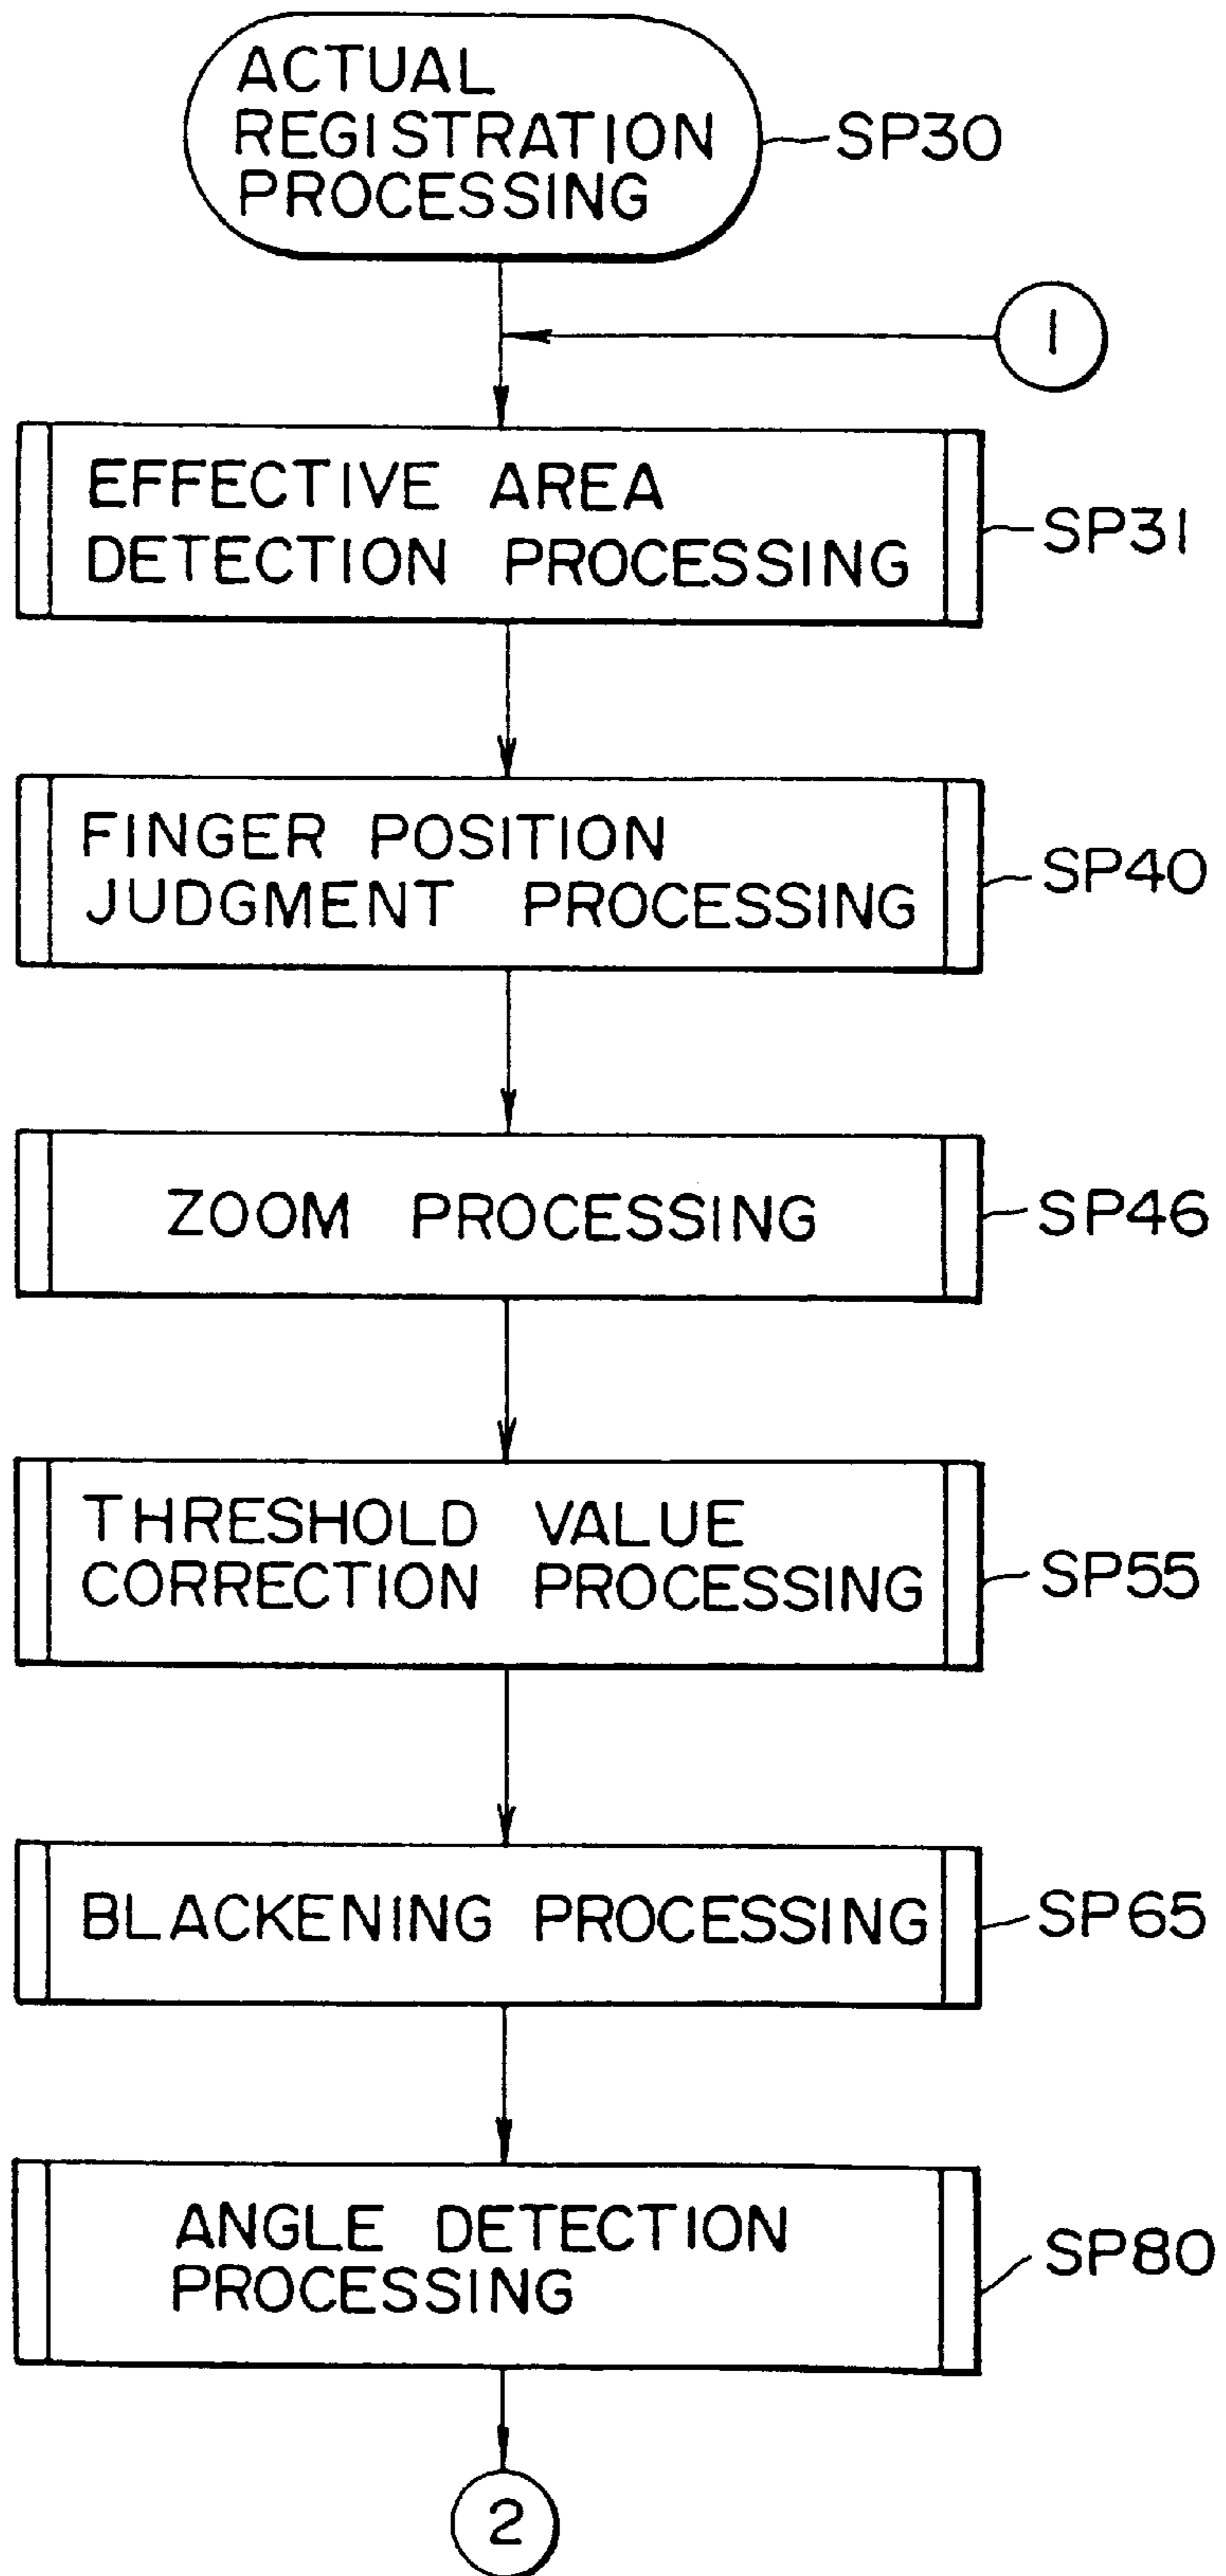 ACTUAL
REGISTRATION
PROCESSING
SP30
1
EFFECTIVE AREA
DETECTION PROCESSING
SP31
FINGER POSITION
JUDGMENT PROCESSING
SP40
ZOOM PROCESSING
SP46
THRESHOLD VALUE
CORRECTION PROCESSING
SP55
BLACKENING PROCESSING
SP65
ANGLE DETECTION
PROCESSING
SP80
2